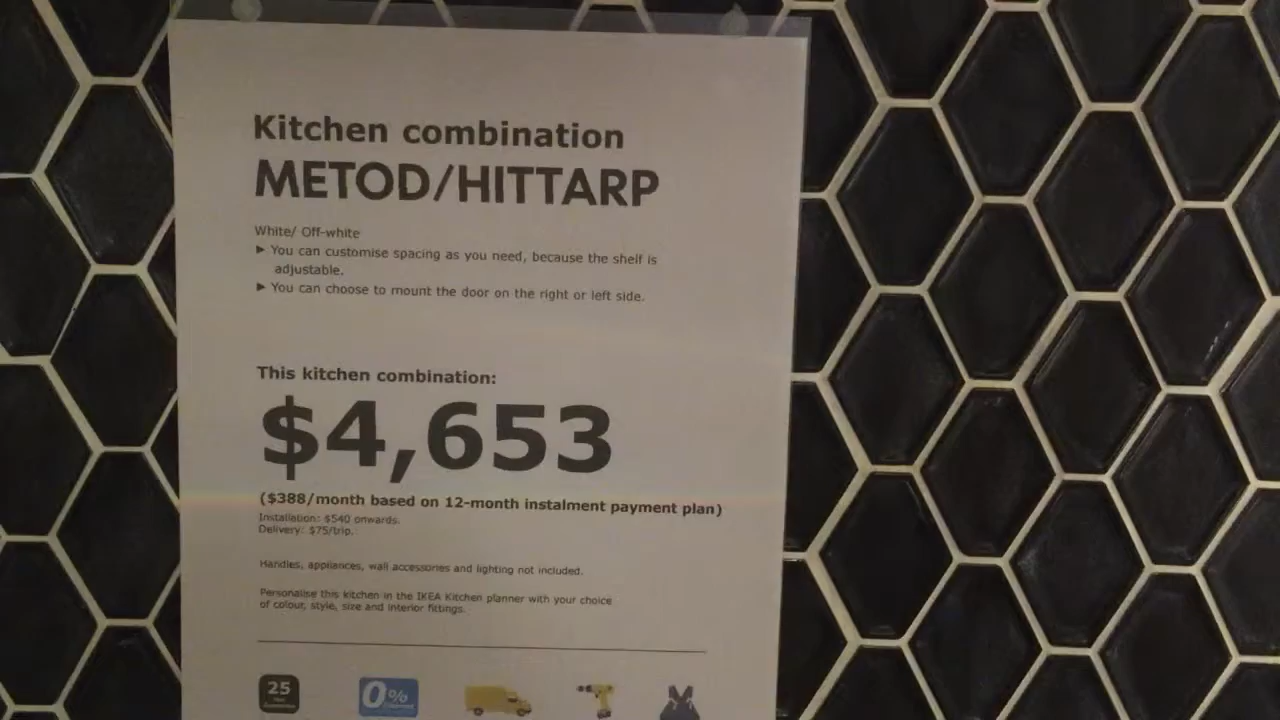 Kitchen combination
METOD/HITTARP
White/ Off-white
► You can customise spacing as you need, because the shelf is
adjustable.
► You can choose to mount the door on the right or left side.
This kitchen combination:
$4,653
($388/month based on 12-month instalment payment plan)
Installation: $540 onwards.
Delivery: $75/trip.
Handles, appliances, wall accessories and lighting not included.
Personalise this kitchen in the IKEA Kitchen planner with your choice
of colour, style, size and interior fittings.
25
0%